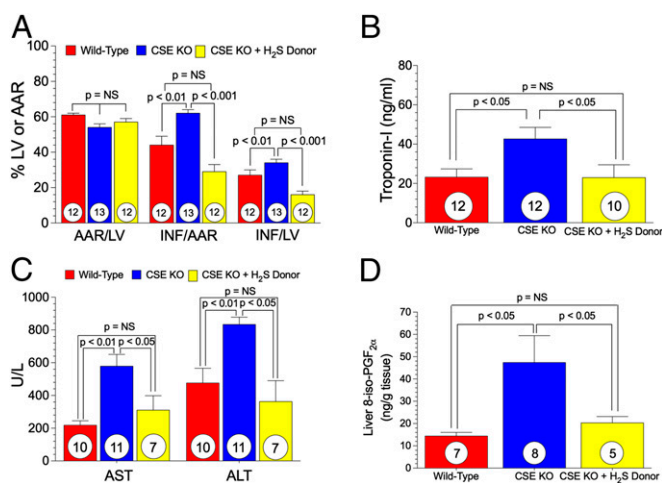 A
Wild-Type CSE KO CSE KO + H₂S Donor
% LV or AAR
60
40
20
0
80
100
p = NS
p = NS
p < 0.01 p < 0.001
p = NS
p < 0.01 p < 0.001
12 13 12 12 13 12 12 13 12
AAR/LV INF/AAR INF/LV
B
Troponin-I (ng/ml)
100
80
60
40
20
0
p = NS
p < 0.05 p < 0.05
12 12 10
Wild-Type CSE KO CSE KO + H₂S Donor
C
Wild-Type CSE KO CSE KO + H₂S Donor
U/L
1000
800
600
400
200
0
p = NS
p < 0.01 p < 0.05
p = NS
p < 0.01 p < 0.05
10 11 7 10 11 7
AST ALT
D
Liver 8-iso-PGF₂α
(ng/g tissue)
80
70
60
50
40
30
20
10
0
p = NS
p < 0.05 p < 0.05
7 8 5
Wild-Type CSE KO CSE KO + H₂S Donor